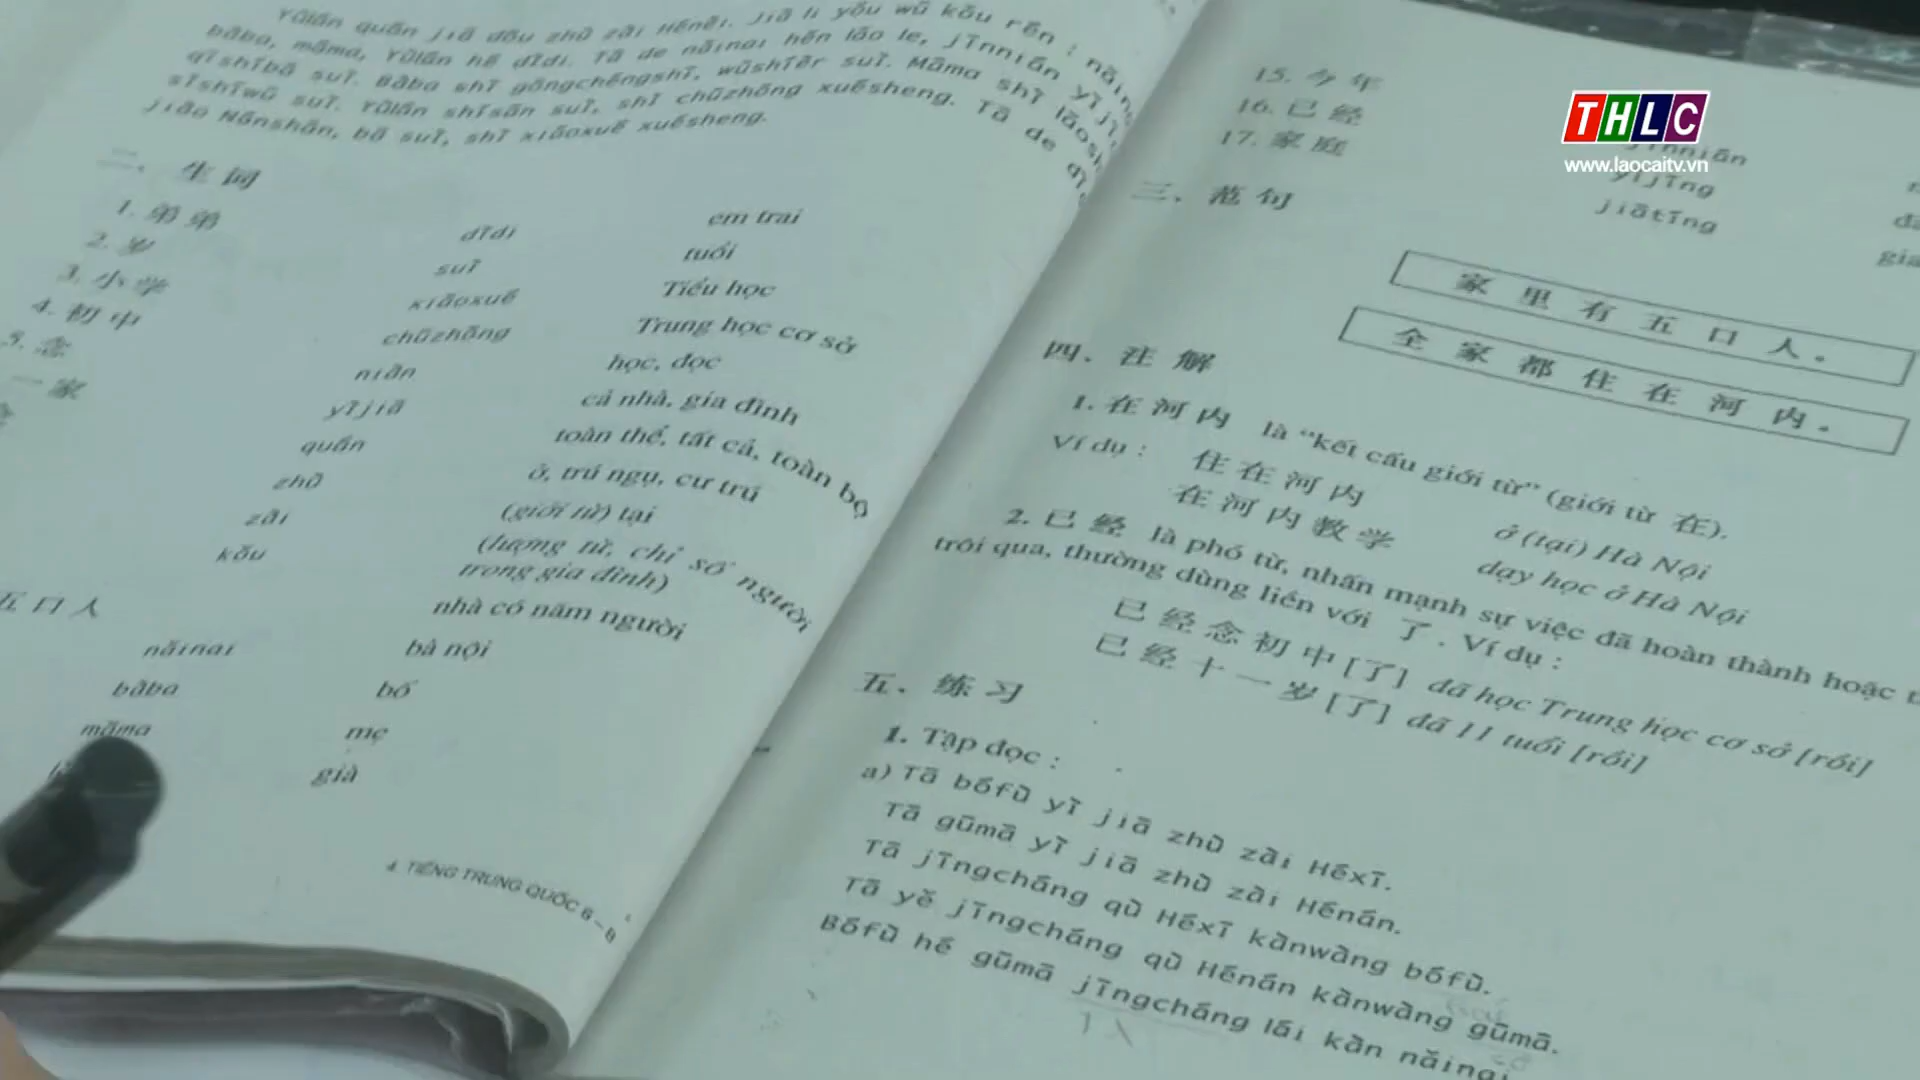 Yùlán quán jiā dōu zhù zài Hénèi. Jiā li yǒu wǔ kǒu rén :
bàba, māma, Yùlán hé dìdi. Tā de nǎinai hěn lǎo le, jīnnián yǐ
qīshíbā suì. Bàba shì gōngchéngshī, wǔshí'èr suì. Māma shì
sìshíwǔ suì. Yùlán shísān suì, shì chūzhōng xuésheng. Tā de
jiào Nánshān, bā suì, shì xiǎoxué xuésheng.
二. 生词
1. 弟弟 dìdi em trai
2. 岁 suì tuổi
3. 小学 xiǎoxué Tiểu học
4. 初中 chūzhōng Trung học cơ sở
5. 念 niàn học, đọc
一家 yījiā cả nhà, gia đình
quán toàn thể, tất cả, toàn bộ
zhù ở, trú ngụ, cư trú
zài (giới từ) tại
kǒu (lượng từ, chỉ số người
trong gia đình)
五口人 nhà có năm người
nǎinai bà nội
bàba bố
māma mẹ
già
4. TIẾNG TRUNG QUỐC 6 -
15. 今年 jīnnián
16. 已经 yǐjīng
17. 家庭 jiātíng
三. 范句
家里有五口人。
全家都住在河内。
四. 注解
1. 在河内 là "kết cấu giới từ" (giới từ 在).
Ví dụ : 住在河内 ở (tại) Hà Nội
在河内教学 dạy học ở Hà Nội
2. 已经 là phó từ, nhấn mạnh sự việc đã hoàn thành hoặc
trôi qua, thường dùng liền với 了. Ví dụ :
已经念初中[了] đã học Trung học cơ sở [rồi]
已经十一岁[了] đã 11 tuổi [rồi]
五. 练习
1. Tập đọc :
a) Tā bófù yī jiā zhù zài Héxī.
Tā gūmā yī jiā zhù zài Hénán.
Tā jīngcháng qù Héxī kànwàng bófù.
Tā yě jīngcháng qù Hénán kànwàng gūmā.
Bófù hé gūmā jīngcháng lái kàn nǎinai
THLC
www.laocaitv.vn